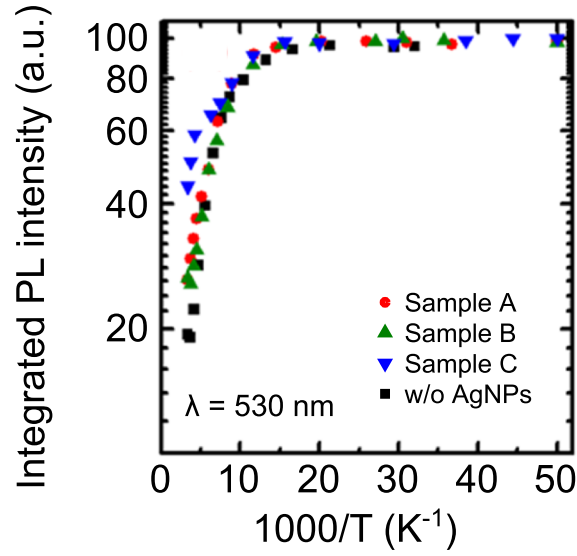 Integrated PL intensity (a.u.)
100
80
60
40
20
Sample A
Sample B
Sample C
w/o AgNPs
λ = 530 nm
0 10 20 30 40 50
1000/T (K⁻¹)